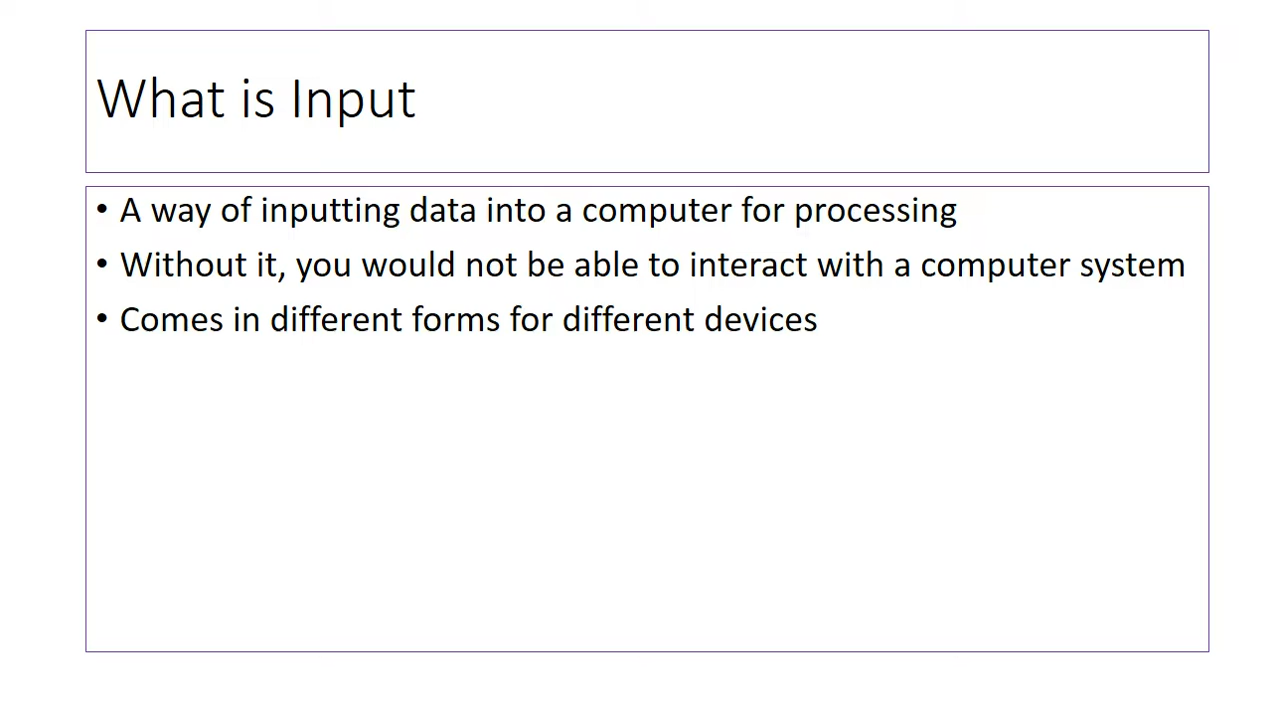 What is Input
• A way of inputting data into a computer for processing
• Without it, you would not be able to interact with a computer system
• Comes in different forms for different devices